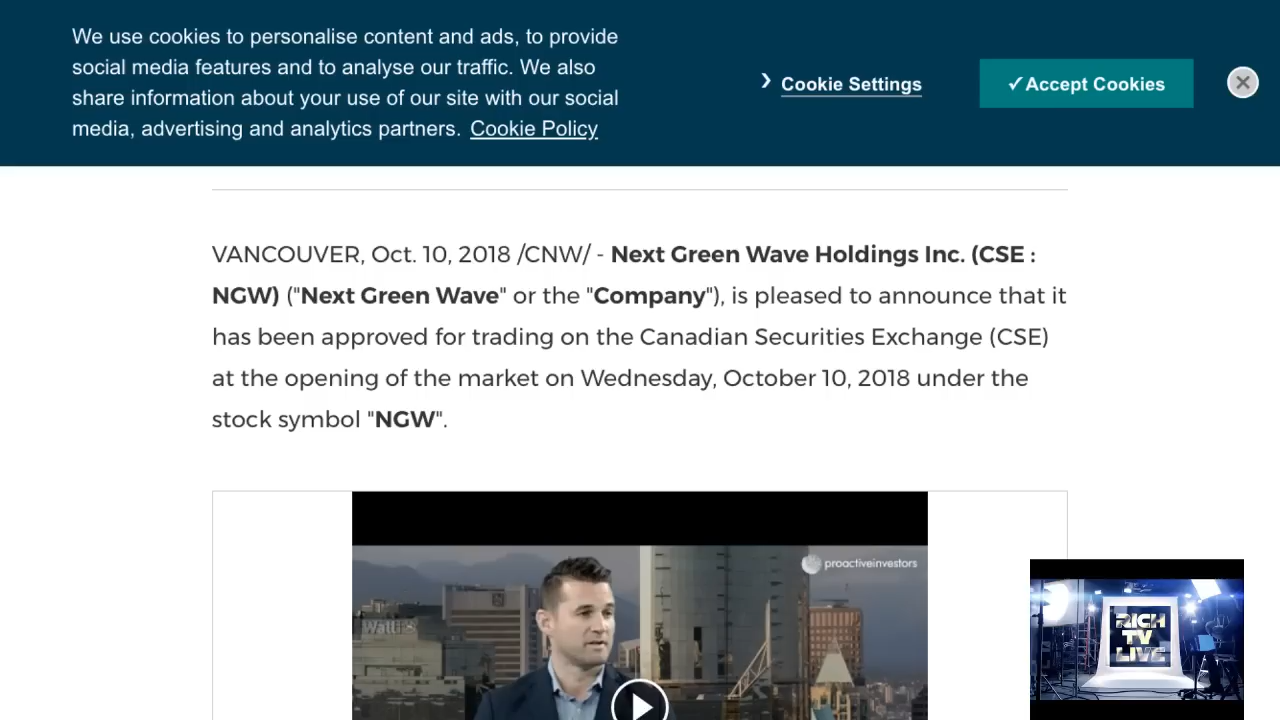 We use cookies to personalise content and ads, to provide
social media features and to analyse our traffic. We also
share information about your use of our site with our social
media, advertising and analytics partners. Cookie Policy
❯ Cookie Settings
✓Accept Cookies
VANCOUVER, Oct. 10, 2018 /CNW/ - Next Green Wave Holdings Inc. (CSE :
NGW) ("Next Green Wave" or the "Company"), is pleased to announce that it
has been approved for trading on the Canadian Securities Exchange (CSE)
at the opening of the market on Wednesday, October 10, 2018 under the
stock symbol "NGW".
proactiveinvestors
RICH
TV
LIVE